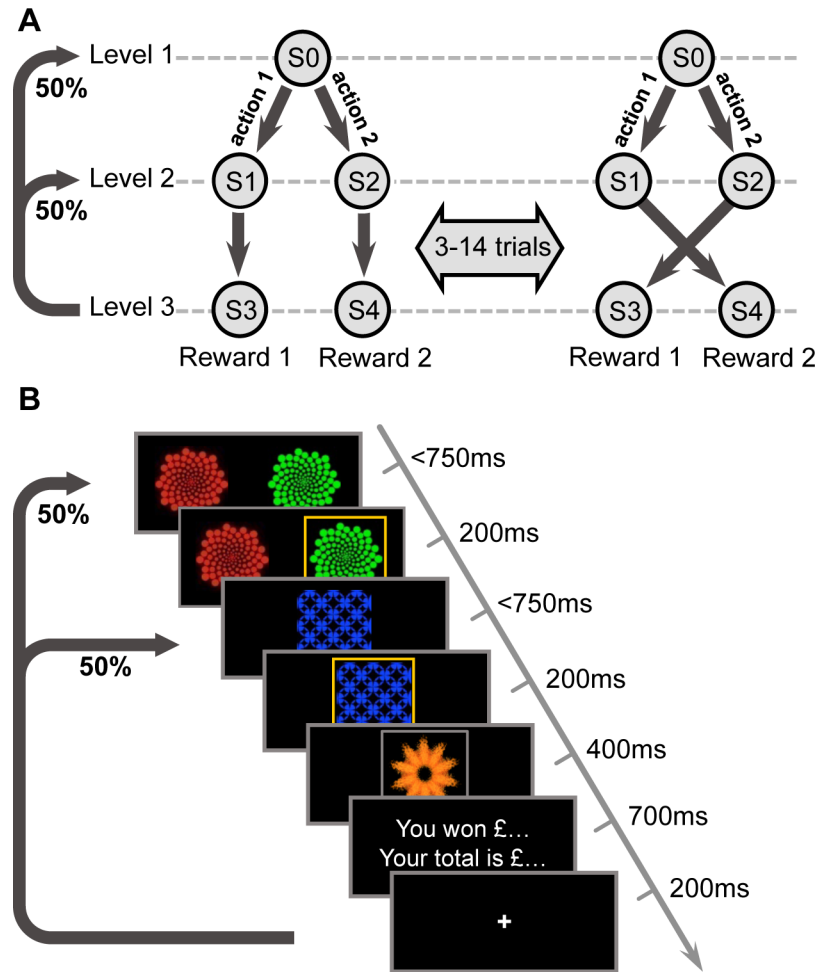 A
Level 1
50%
S0
action 1
action 2
S0
action 1
action 2
Level 2
50%
S1
S2
S1
S2
3-14 trials
Level 3
S3
S4
S3
S4
Reward 1
Reward 2
Reward 1
Reward 2
B
50%
50%
<750ms
200ms
<750ms
200ms
400ms
700ms
200ms
You won £...
Your total is £...
+